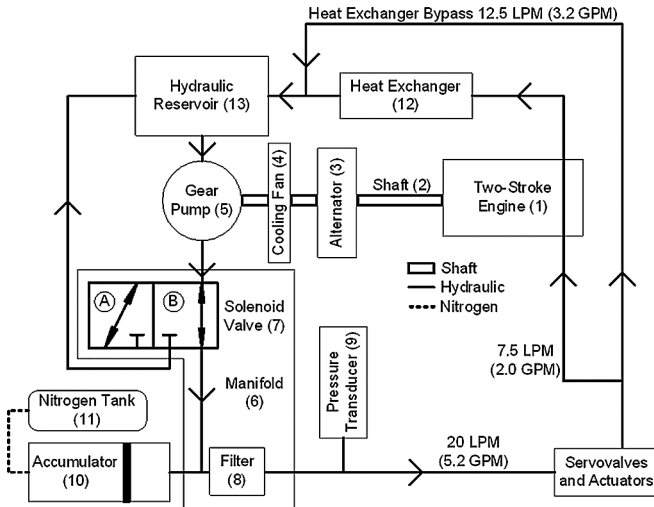 Heat Exchanger Bypass 12.5 LPM (3.2 GPM)
Hydraulic
Reservoir (13)
Heat Exchanger
(12)
Gear
Pump (5)
Cooling Fan (4)
Alternator (3)
Shaft (2)
Two-Stroke
Engine (1)
Shaft
Hydraulic
Nitrogen
A
B
Solenoid
Valve (7)
7.5 LPM
(2.0 GPM)
Manifold
(6)
Pressure
Transducer (9)
Nitrogen Tank
(11)
Accumulator
(10)
Filter
(8)
20 LPM
(5.2 GPM)
Servovalves
and Actuators